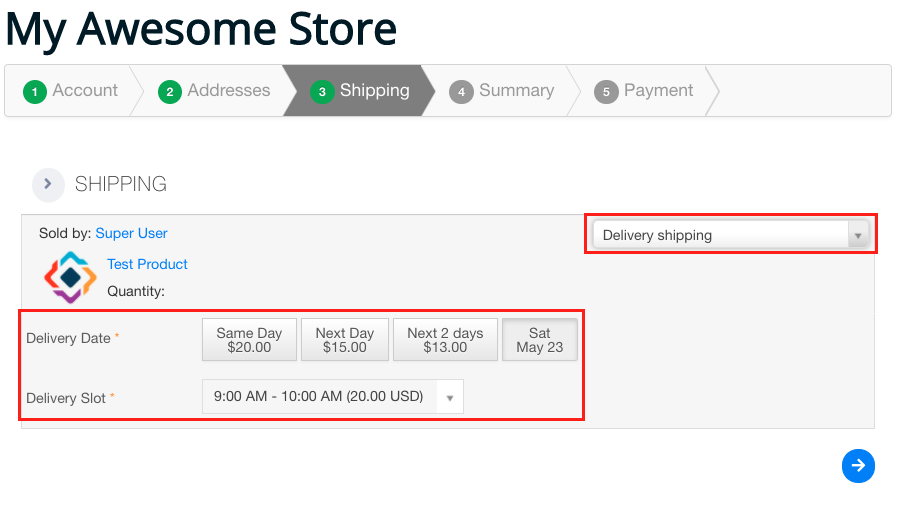 My Awesome Store
1 Account 2 Addresses 3 Shipping 4 Summary 5 Payment
SHIPPING
Sold by: Super User
Delivery shipping
Test Product
Quantity:
Delivery Date *
Same Day
$20.00
Next Day
$15.00
Next 2 days
$13.00
Sat
May 23
Delivery Slot *
9:00 AM - 10:00 AM (20.00 USD)